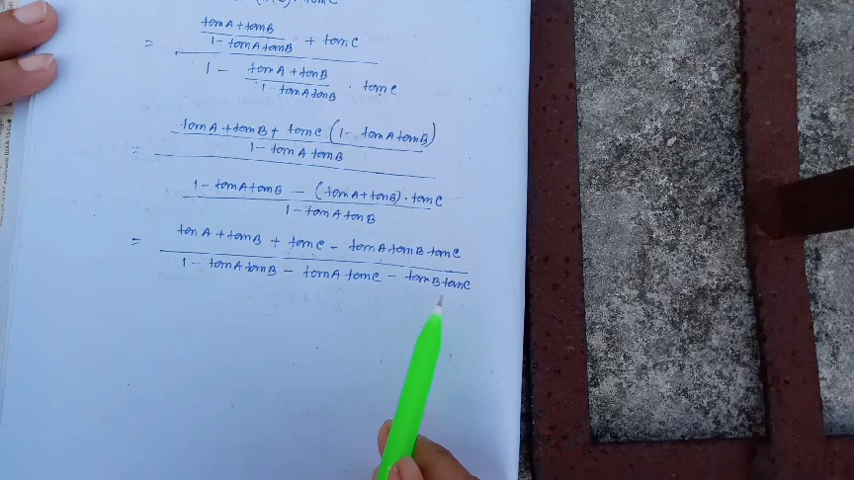 tanA + tanB
1 - tanA tanB + tanC
=
1 - tanA + tanB
1 - tanA tanB · tanC
tanA + tanB + tanC (1 - tanA tanB)
1 - tanA tanB
=
1 - tanA tanB - (tanA + tanB) · tanC
1 - tanA tanB
= tanA + tanB + tanC - tanA tanB tanC
1 - tanA tanB - tanA tanC - tanB tanC